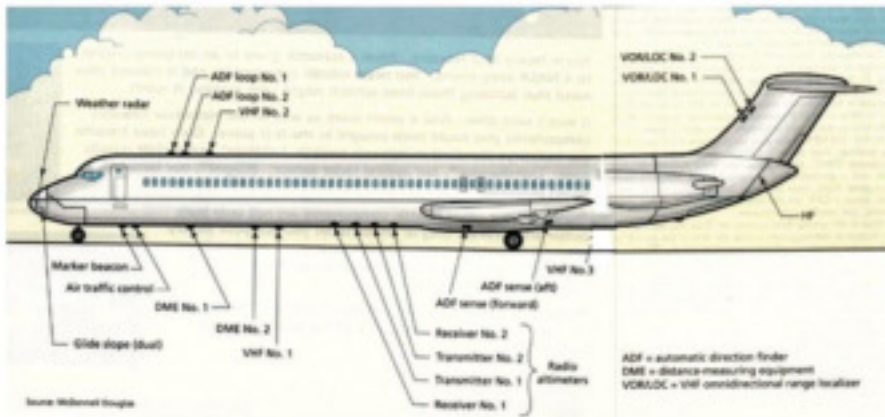 VOR/LOC No. 2
VOR/LOC No. 1
ADF loop No. 1
ADF loop No. 2
VHF No. 2
Weather radar
HF
Marker beacon
Air traffic control
DME No. 1
DME No. 2
VHF No. 1
Glide slope (dual)
ADF sense (forward)
ADF sense (aft)
VHF No.3
Receiver No. 2
Transmitter No. 2
Transmitter No. 1
Receiver No. 1
Radio
altimeters
ADF = automatic direction finder
DME = distance-measuring equipment
VOR/LOC = VHF omnidirectional range localizer
Source: McDonnell Douglas